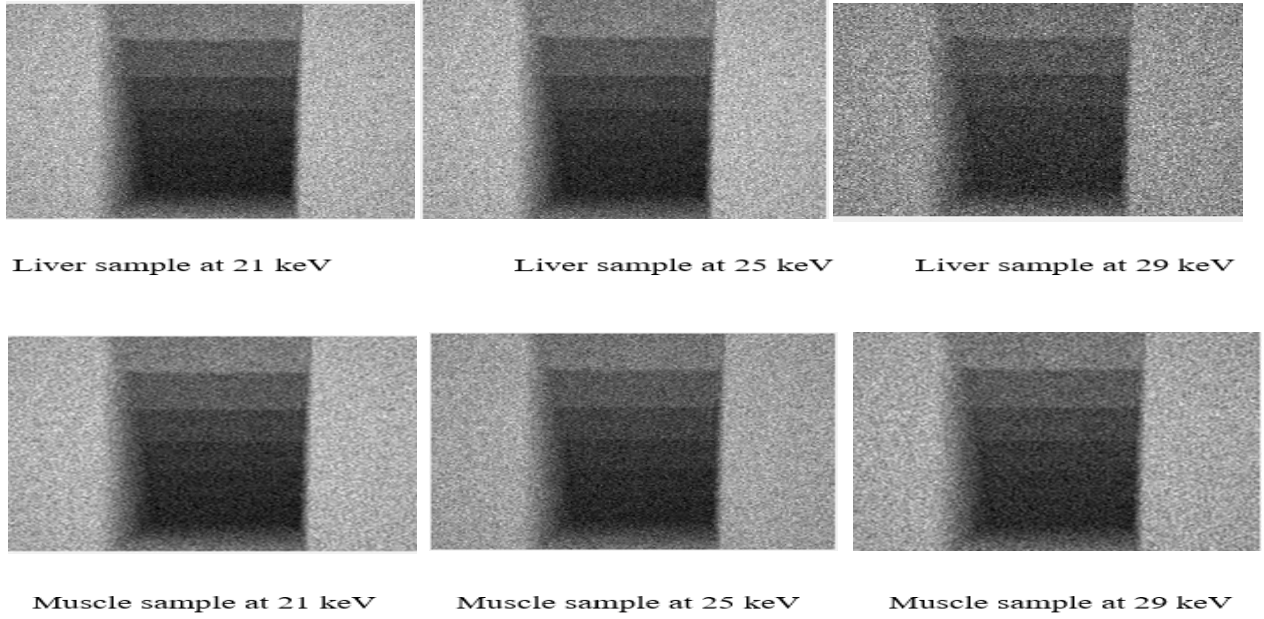 Liver sample at 21 keV
Liver sample at 25 keV
Liver sample at 29 keV
Muscle sample at 21 keV
Muscle sample at 25 keV
Muscle sample at 29 keV